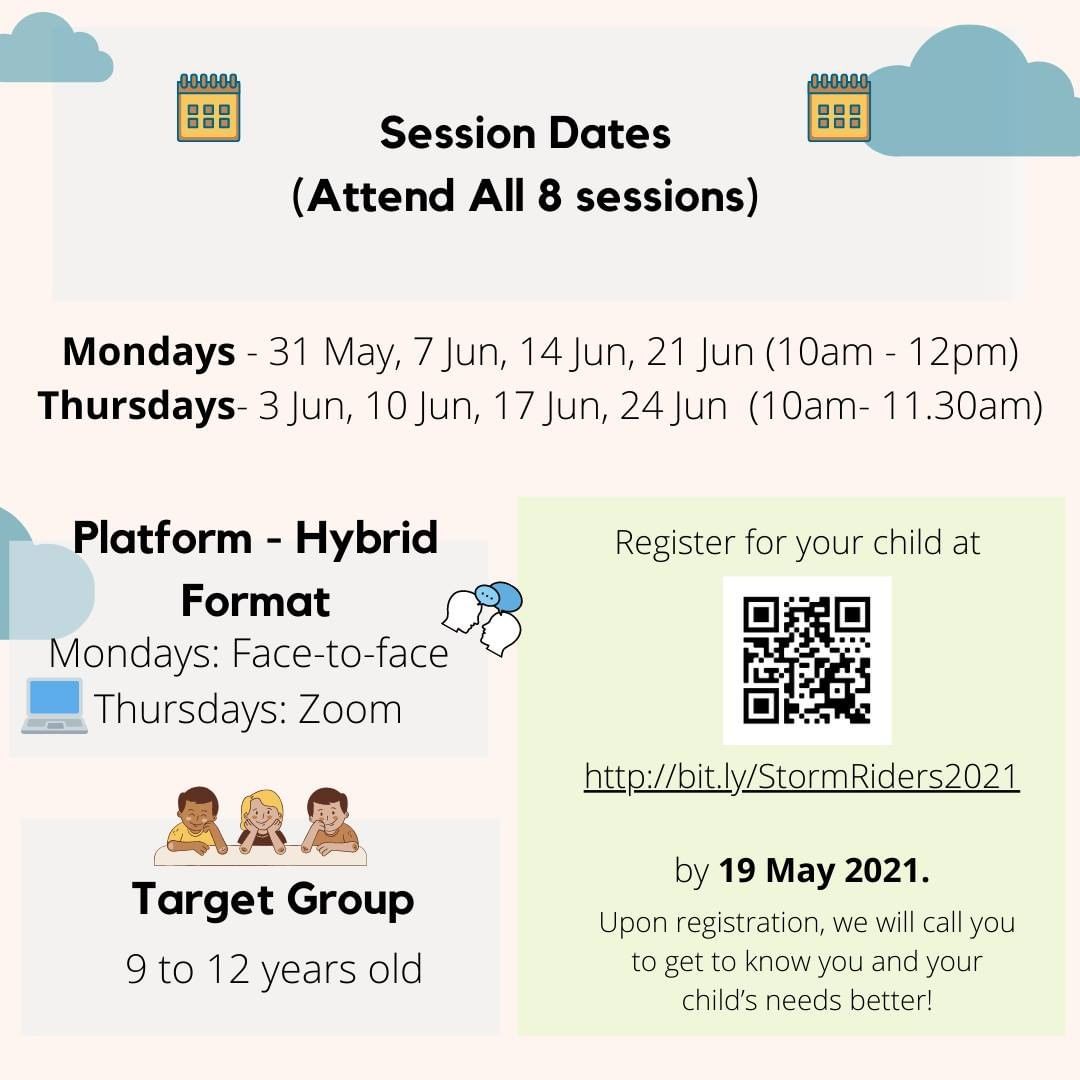 Session Dates
(Attend All 8 sessions)
Mondays - 31 May, 7 Jun, 14 Jun, 21 Jun (10am - 12pm)
Thursdays- 3 Jun, 10 Jun, 17 Jun, 24 Jun (10am- 11.30am)
Platform - Hybrid
Format
Mondays: Face-to-face
Thursdays: Zoom
Target Group
9 to 12 years old
Register for your child at
http://bit.ly/StormRiders2021
by 19 May 2021.
Upon registration, we will call you
to get to know you and your
child's needs better!